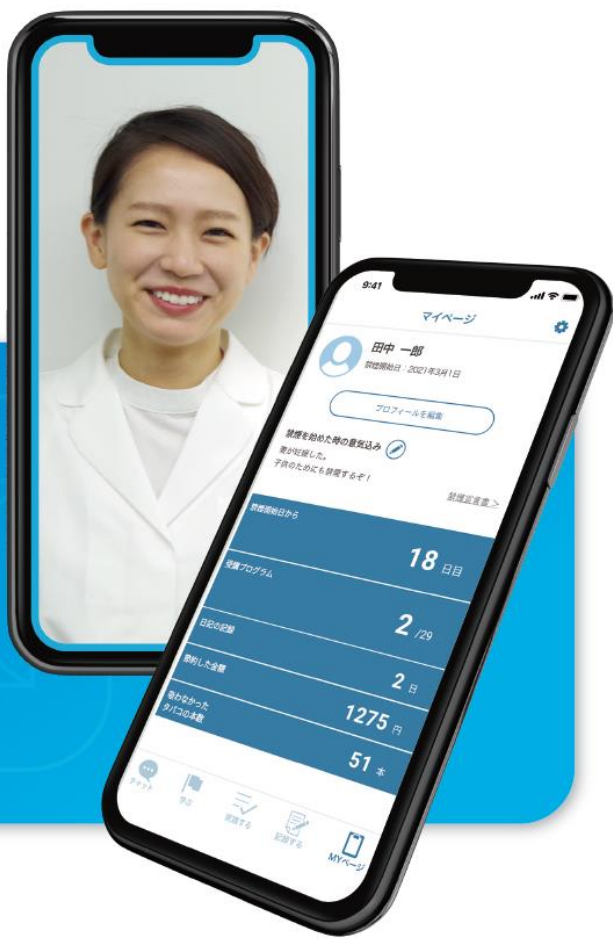 9:41
マイページ
田中 一郎
禁煙開始日：2021年3月1日
プロフィールを編集
禁煙を始めた時の意気込み
妻が妊娠した。
子供のためにも禁煙するぞ！
禁煙宣言書 >
禁煙開始日から
18 日目
受講プログラム
2 /29
日記の記録
2 日
節約した金額
1275 円
吸わなかった
タバコの本数
51 本
チャット
学ぶ
実践する
記録する
MYページ